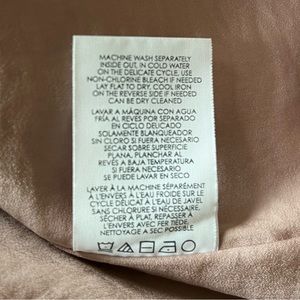 MACHINE WASH SEPARATELY
INSIDE OUT, IN COLD WATER
ON THE DELICATE CYCLE, USE
NON-CHLORINE BLEACH IF NEEDED
LAY FLAT TO DRY, COOL IRON
ON THE REVERSE SIDE IF NEEDED
CAN BE DRY CLEANED
LAVAR A MÁQUINA CON AGUA
FRÍA AL REVES POR SEPARADO
EN CICLO DELICADO
SOLAMENTE BLANQUEADOR
SIN CLORO SI FUERA NECESARIO
SECAR SOBRE SUPERFICIE
PLANA, PLANCHAR AL
REVÉS A BAJA TEMPERATURA
SI FUERA NECESARIO
SE PUEDE LAVAR EN SECO
LAVER À LA MACHINE SÉPARÉMENT
À L'ENVERS À L'EAU FROIDE SUR LE
CYCLE DÉLICAT À L'EAU DE JAVEL
SANS CHLORURE SI NÉCESSAIRE,
SÉCHER À PLAT, REPASSER À
L'ENVERS AVEC FER TIÈDE,
NETTOYAGE A SEC POSSIBLE